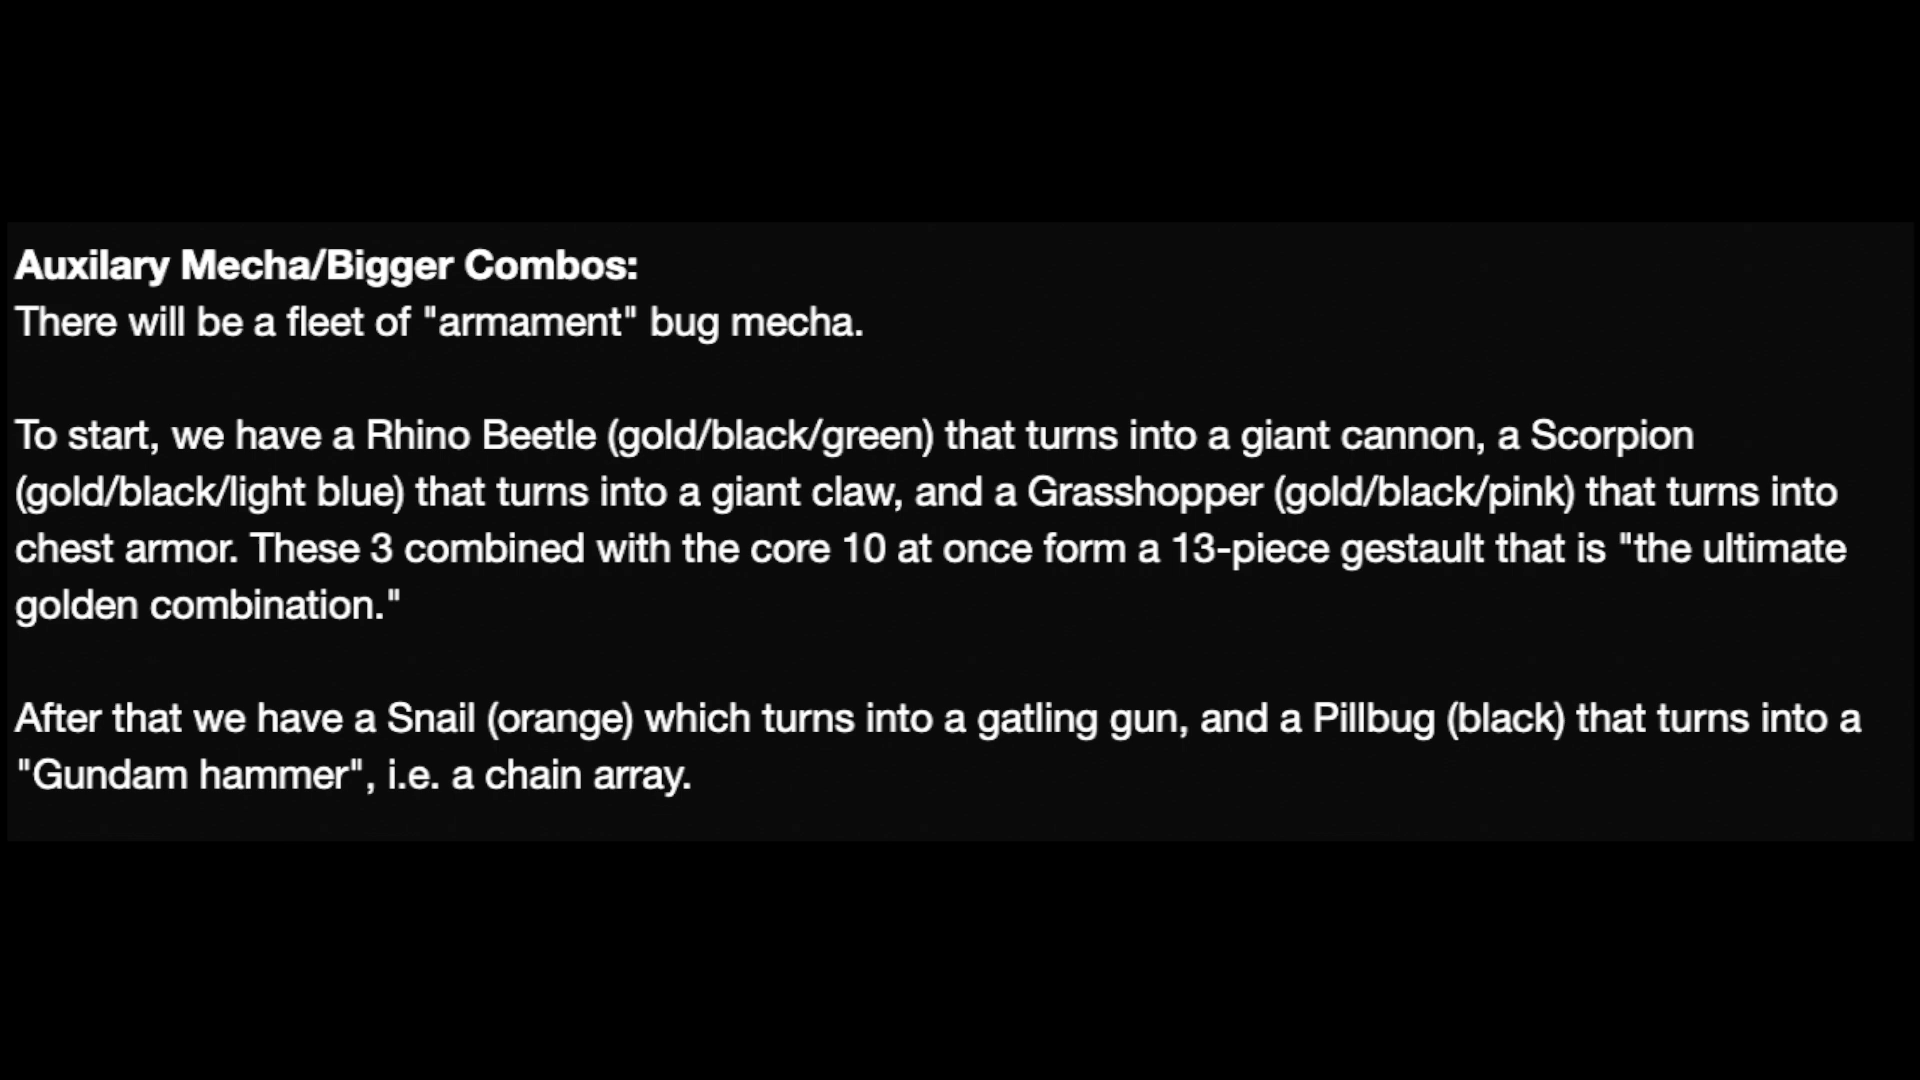 Auxilary Mecha/Bigger Combos:
There will be a fleet of "armament" bug mecha.
To start, we have a Rhino Beetle (gold/black/green) that turns into a giant cannon, a Scorpion
(gold/black/light blue) that turns into a giant claw, and a Grasshopper (gold/black/pink) that turns into
chest armor. These 3 combined with the core 10 at once form a 13-piece gestault that is "the ultimate
golden combination."
After that we have a Snail (orange) which turns into a gatling gun, and a Pillbug (black) that turns into a
"Gundam hammer", i.e. a chain array.